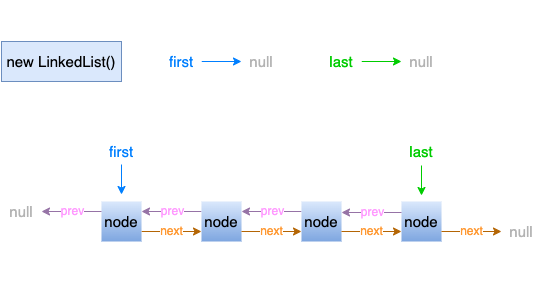 new LinkedList() first null last null
first last
null prev prev prev prev
node node node node
next next next next null